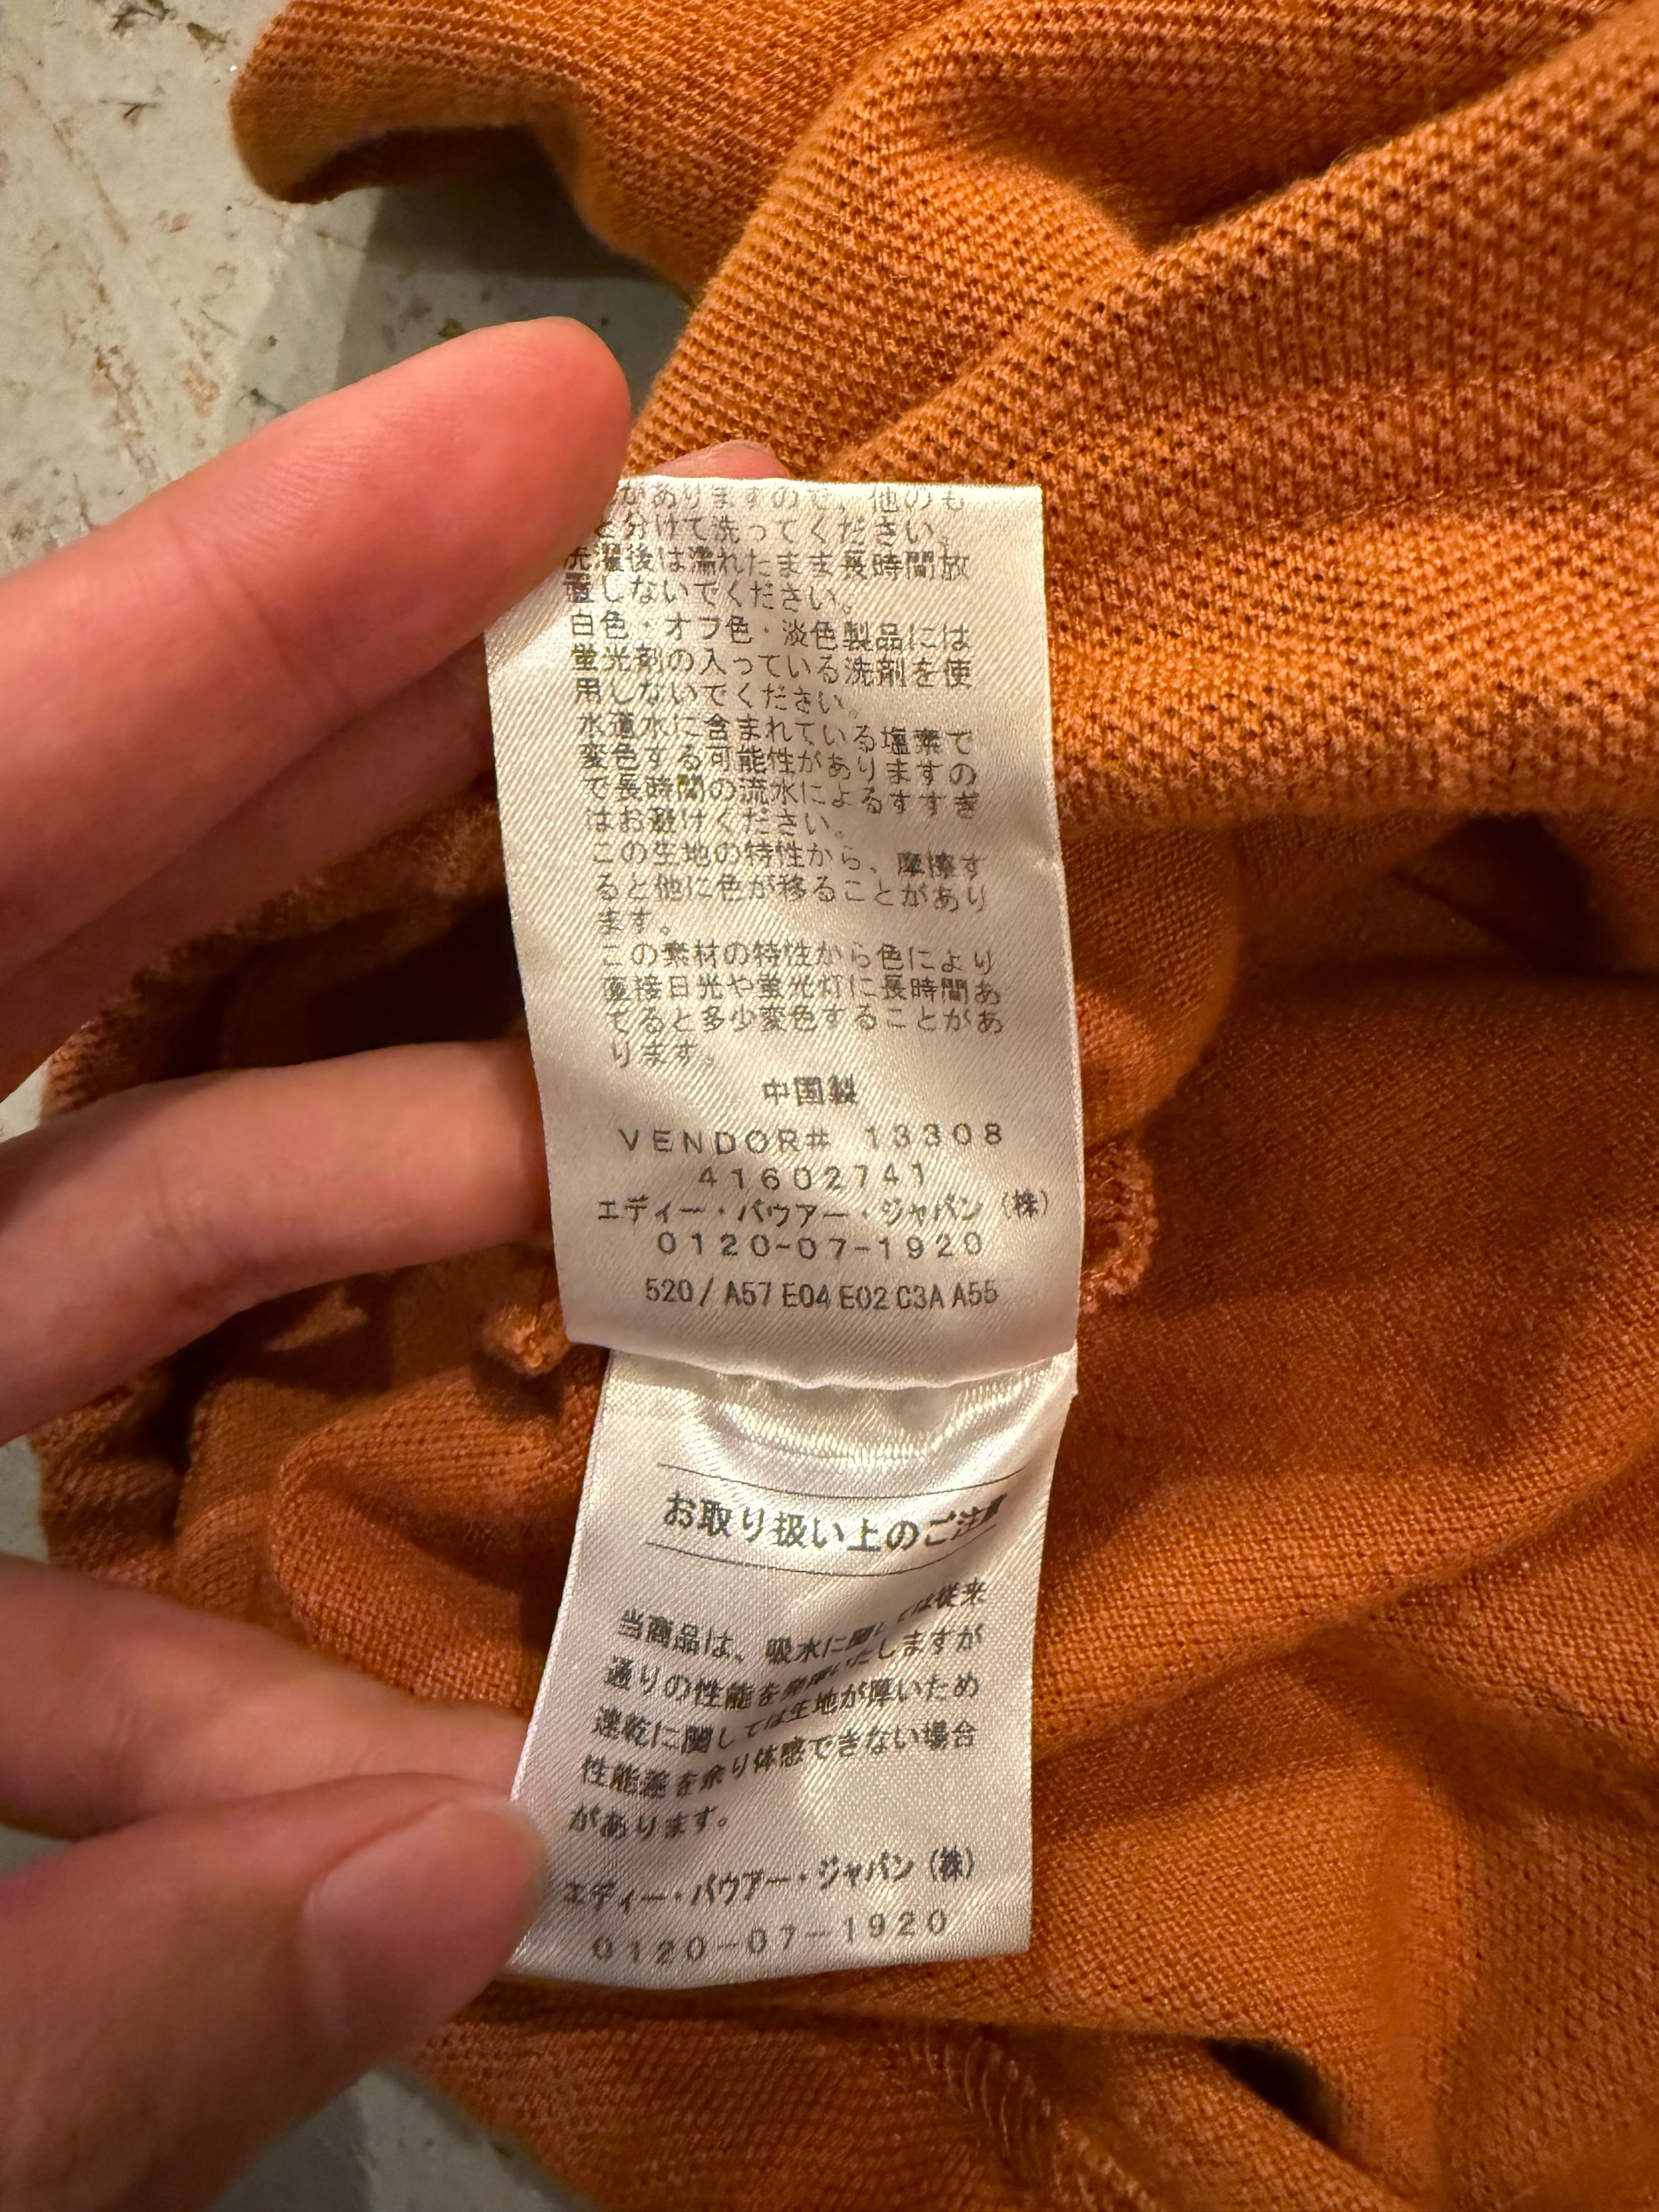 がありますので、他のも
と分けて洗ってください。
洗濯後は濡れたまま長時間放
置しないでください。
白色・オフ色・淡色製品には
蛍光剤の入っている洗剤を使
用しないでください。
水道水に含まれている塩素で
変色する可能性がありますの
で長時間の流水によるすすぎ
はお避けください。
この生地の特性から、摩擦す
ると他に色が移ることがあり
ます。
この素材の特性から色により
直接日光や蛍光灯に長時間あ
てると多少変色することがあ
ります。
中国製
VENDOR# 13308
41602741
エディー・バウアー・ジャパン（株）
0120-07-1920
520/ A57 E04 E02 C3A A55
お取り扱い上のご注意
当商品は、吸水に関しては従来
通りの性能を発揮いたしますが
速乾に関しては生地が厚いため
性能差を余り体感できない場合
があります。
エディー・バウアー・ジャパン（株）
0120-07-1920